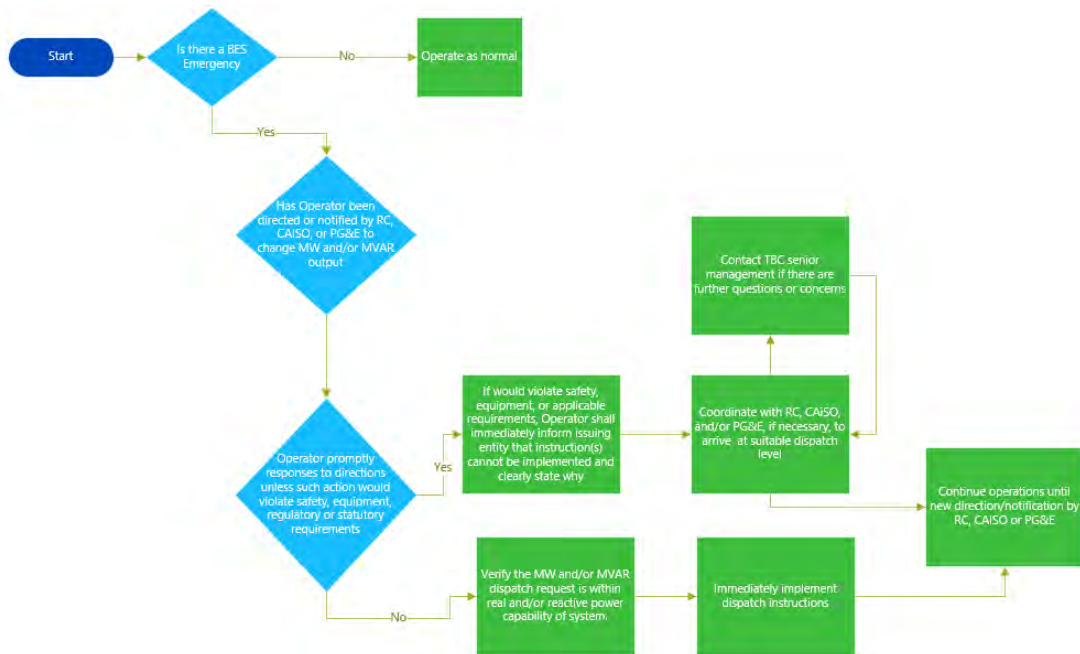 Start
Is there a BES
Emergency
No
Operate as normal
Yes
Has Operator been
directed or notified by RC,
CAISO, or PG&E to
change MW and/or MVAR
output
Contact TBC senior
management if there are
further questions or concerns
If would violate safety,
equipment, or applicable
requirements, Operator shall
immediately inform issuing
entity that instruction(s)
cannot be implemented and
clearly state why
Coordinate with RC, CAISO,
and/or PG&E, if necessary, to
arrive at suitable dispatch
level
Operator promptly
responses to directions
unless such action would
violate safety, equipment,
regulatory or statutory
requirements
Yes
Continue operations until
new direction/notification by
RC, CAISO or PG&E
No
Verify the MW and/or MVAR
dispatch request is within
real and/or reactive power
capability of system.
Immediately implement
dispatch instructions